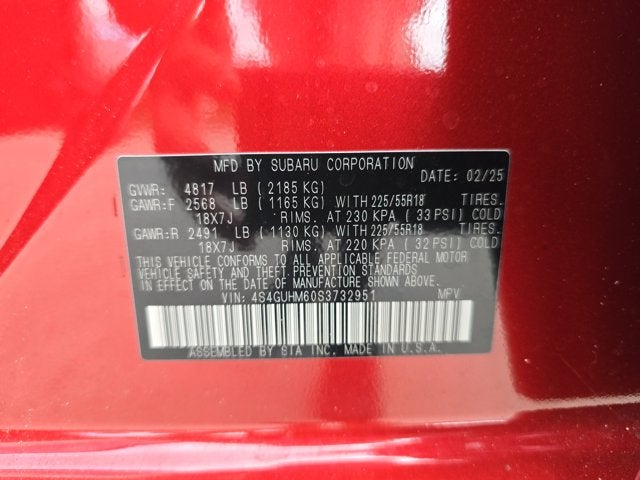 MFD BY SUBARU CORPORATION DATE: 02/25
GVWR: 4817 LB (2185 KG)
GAWR:F 2568 LB (1165 KG) WITH 225/55R18 TIRES.
18X7J RIMS. AT 230 KPA (33 PSI) COLD
GAWR:R 2491 LB (1130 KG) WITH 225/55R18 TIRES.
18X7J RIMS. AT 220 KPA (32 PSI) COLD
THIS VEHICLE CONFORMS TO ALL APPLICABLE FEDERAL MOTOR
VEHICLE SAFETY AND THEFT PREVENTION STANDARDS
IN EFFECT ON THE DATE OF MANUFACTURE SHOWN ABOVE.
VIN: 4S4GUHM60S3732951 MPV
ASSEMBLED BY SIA INC. MADE IN U.S.A.